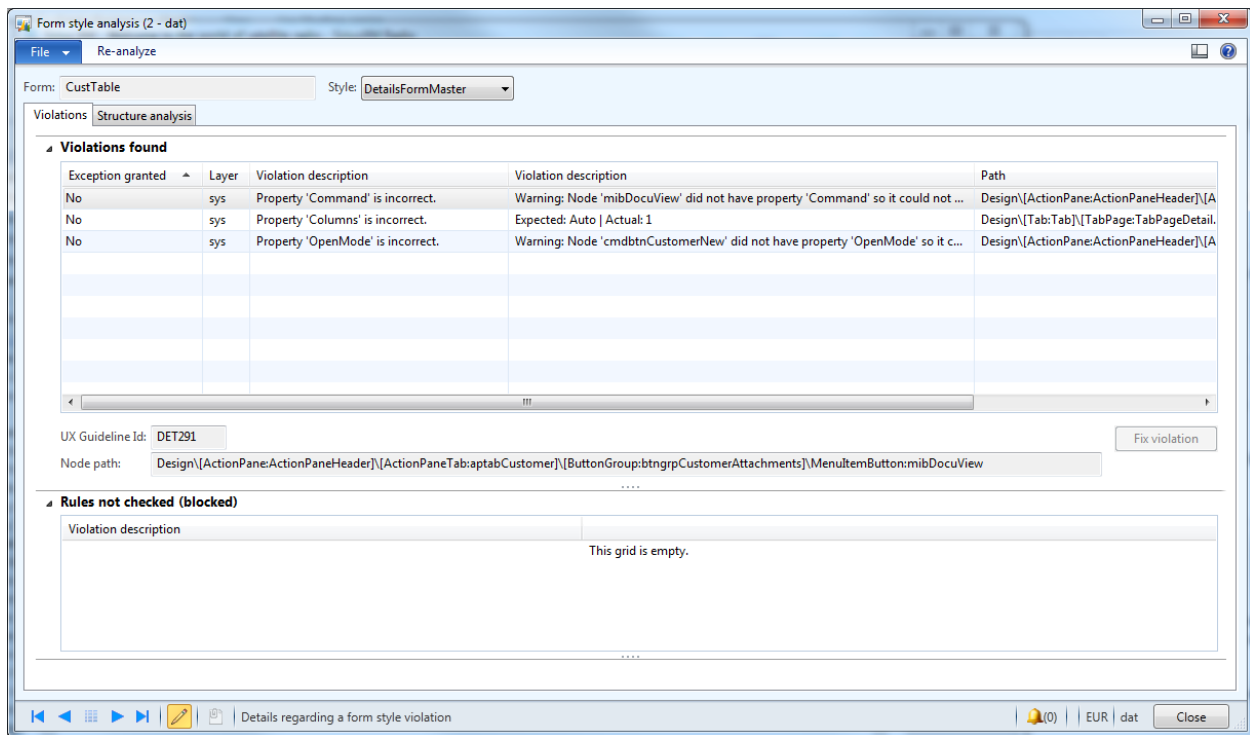 Form style analysis (2 - dat)
File Re-analyze
Form: CustTable Style: DetailsFormMaster
Violations Structure analysis
Violations found
Exception granted Layer Violation description Violation description Path
No sys Property 'Command' is incorrect. Warning: Node 'mibDocuView' did not have property 'Command' so it could not ... Design\[ActionPane:ActionPaneHeader]\[A
No sys Property 'Columns' is incorrect. Expected: Auto | Actual: 1 Design\[Tab:Tab]\[TabPage:TabPageDetail.
No sys Property 'OpenMode' is incorrect. Warning: Node 'cmdbtnCustomerNew' did not have property 'OpenMode' so it c... Design\[ActionPane:ActionPaneHeader]\[A
UX Guideline Id: DET291 Fix violation
Node path: Design\[ActionPane:ActionPaneHeader]\[ActionPaneTab:aptabCustomer]\[ButtonGroup:btngrpCustomerAttachments]\MenuItemButton:mibDocuView
Rules not checked (blocked)
Violation description
This grid is empty.
Details regarding a form style violation (0) EUR dat Close